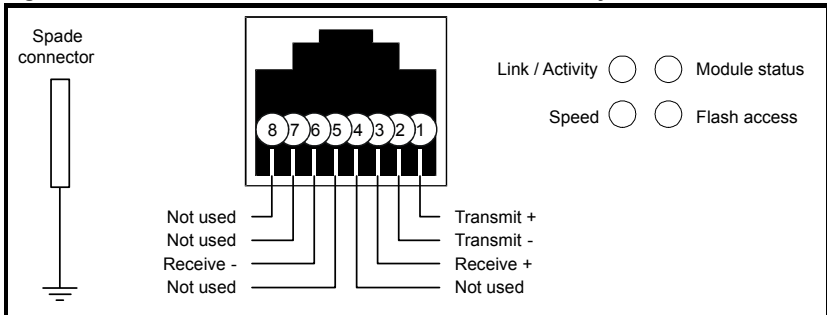 Spade
connector
Link / Activity
Module status
Speed
Flash access
8 7 6 5 4 3 2 1
Not used
Transmit +
Not used
Transmit -
Receive -
Receive +
Not used
Not used